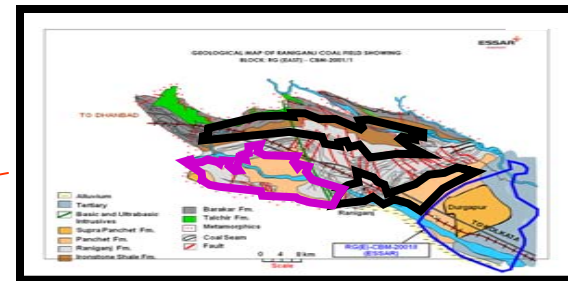 ESSAR
GEOLOGICAL MAP OF RANIGANJ COAL FIELD SHOWING
BLOCK: RG (EAST) - CBM-2001/1
TO DHANBAD
Alluvium
Tertiary
Basic and Ultrabasic
Intrusives
Supra Panchet Fm.
Panchet Fm.
Raniganj Fm.
Ironstone Shale Fm.
Barakar Fm.
Talchir Fm.
Metamorphics
Coal Seam
Fault
0 4 8km
Scale
Raniganj
Durgapur
TO KOLKATA
RG(E)-CBM-2001/I
(ESSAR)